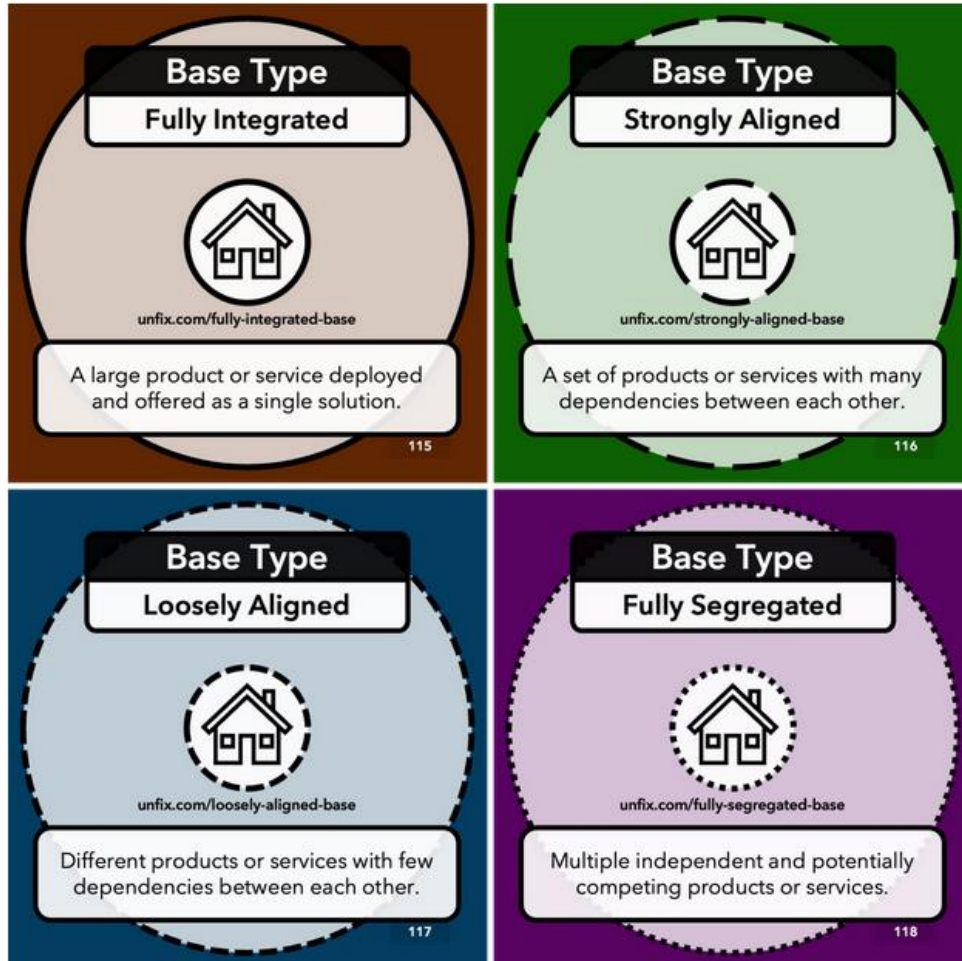 Base Type
Fully Integrated
unfix.com/fully-integrated-base
A large product or service deployed
and offered as a single solution.
115
Base Type
Strongly Aligned
unfix.com/strongly-aligned-base
A set of products or services with many
dependencies between each other.
116
Base Type
Loosely Aligned
unfix.com/loosely-aligned-base
Different products or services with few
dependencies between each other.
117
Base Type
Fully Segregated
unfix.com/fully-segregated-base
Multiple independent and potentially
competing products or services.
118